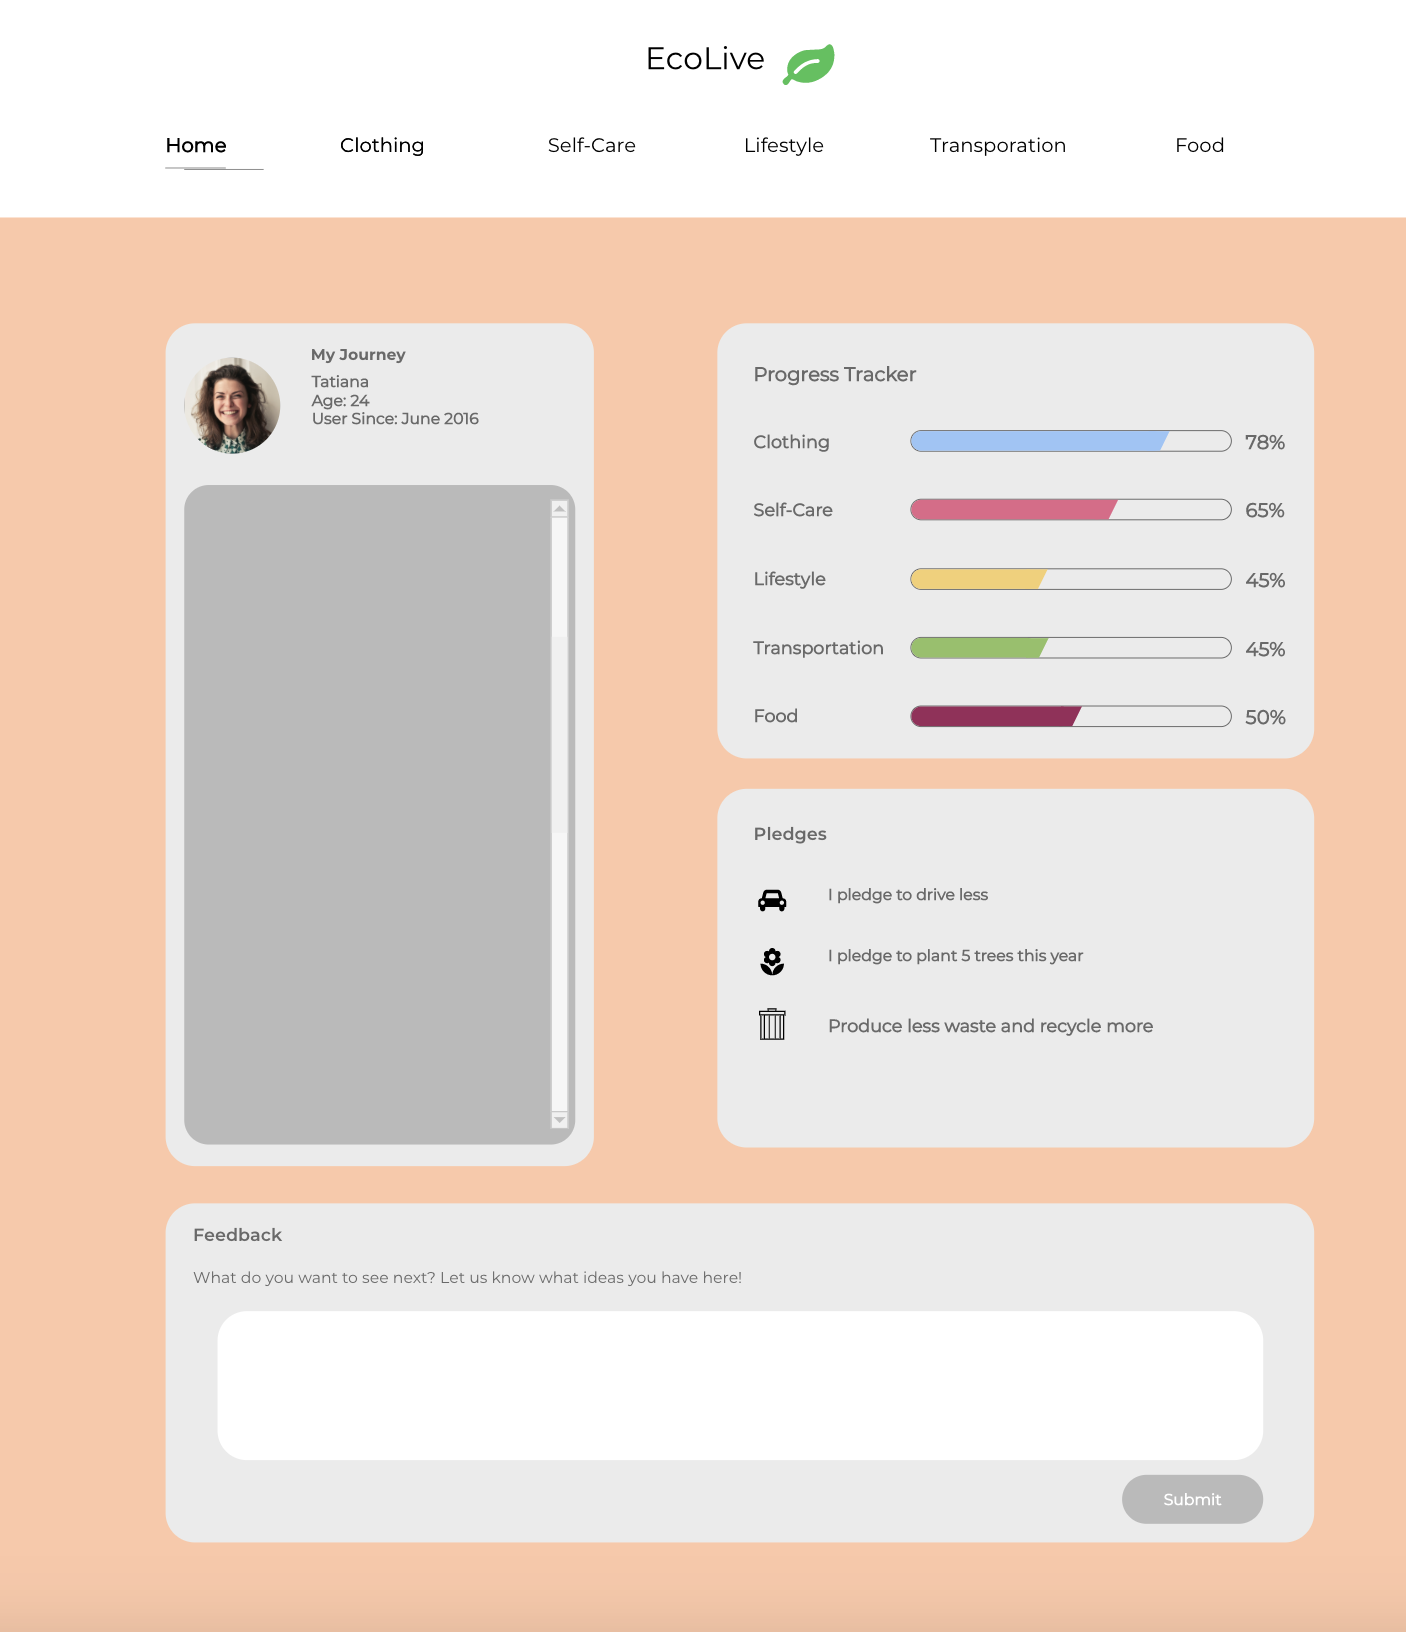 EcoLive
Home Clothing Self-Care Lifestyle Transporation Food
My Journey
Tatiana
Age: 24
User Since: June 2016
Progress Tracker
Clothing 78%
Self-Care 65%
Lifestyle 45%
Transportation 45%
Food 50%
Pledges
I pledge to drive less
I pledge to plant 5 trees this year
Produce less waste and recycle more
Feedback
What do you want to see next? Let us know what ideas you have here!
Submit